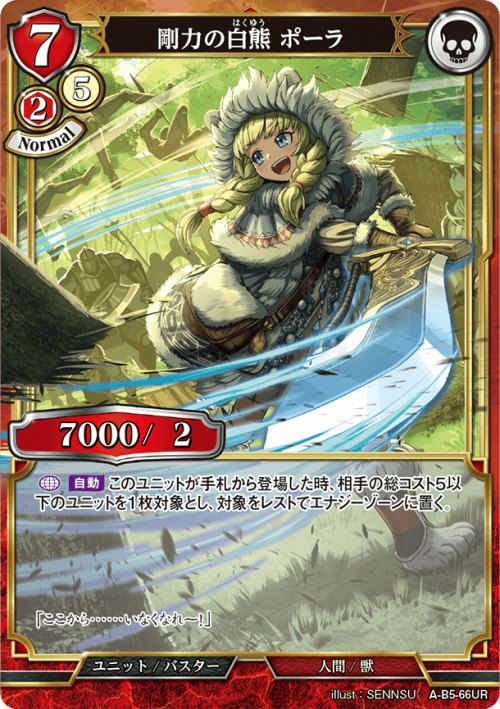 7
はくゆう
剛力の白熊 ポーラ
2
5
Normal
7000/ 2
自動 このユニットが手札から登場した時、相手の総コスト5以
下のユニットを1枚対象とし、対象をレストでエナジーゾーンに置く。
「ここから……いなくなれ〜!」
ユニット / バスター
人間 / 獣
illust : SENNSU A-B5-66UR